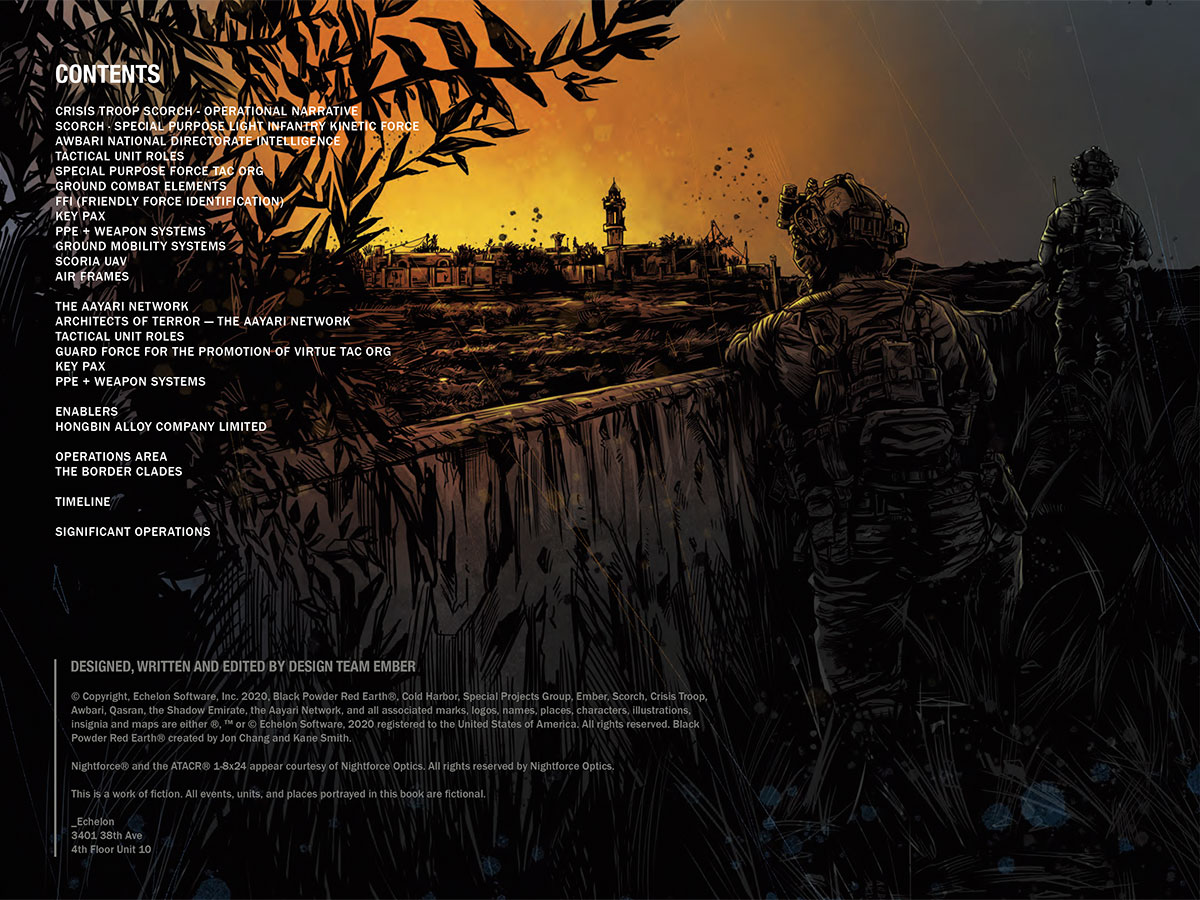 CONTENTS
CRISIS TROOP SCORCH - OPERATIONAL NARRATIVE
SCORCH - SPECIAL PURPOSE LIGHT INFANTRY KINETIC FORCE
AWBARI NATIONAL DIRECTORATE INTELLIGENCE
TACTICAL UNIT ROLES
SPECIAL PURPOSE FORCE TAC ORG
GROUND COMBAT ELEMENTS
FFI (FRIENDLY FORCE IDENTIFICATION)
KEY PAX
PPE + WEAPON SYSTEMS
GROUND MOBILITY SYSTEMS
SCORIA UAV
AIR FRAMES
THE AAYARI NETWORK
ARCHITECTS OF TERROR — THE AAYARI NETWORK
TACTICAL UNIT ROLES
GUARD FORCE FOR THE PROMOTION OF VIRTUE TAC ORG
KEY PAX
PPE + WEAPON SYSTEMS
ENABLERS
HONGBIN ALLOY COMPANY LIMITED
OPERATIONS AREA
THE BORDER CLADES
TIMELINE
SIGNIFICANT OPERATIONS
DESIGNED, WRITTEN AND EDITED BY DESIGN TEAM EMBER
© Copyright, Echelon Software, Inc. 2020, Black Powder Red Earth®, Cold Harbor, Special Projects Group, Ember, Scorch, Crisis Troop,
Awbari, Qasran, the Shadow Emirate, the Aayari Network, and all associated marks, logos, names, places, characters, illustrations,
insignia and maps are either ®, ™ or © Echelon Software, 2020 registered to the United States of America. All rights reserved. Black
Powder Red Earth® created by Jon Chang and Kane Smith.
Nightforce® and the ATACR® 1-8x24 appear courtesy of Nightforce Optics. All rights reserved by Nightforce Optics.
This is a work of fiction. All events, units, and places portrayed in this book are fictional.
_Echelon
3401 38th Ave
4th Floor Unit 10